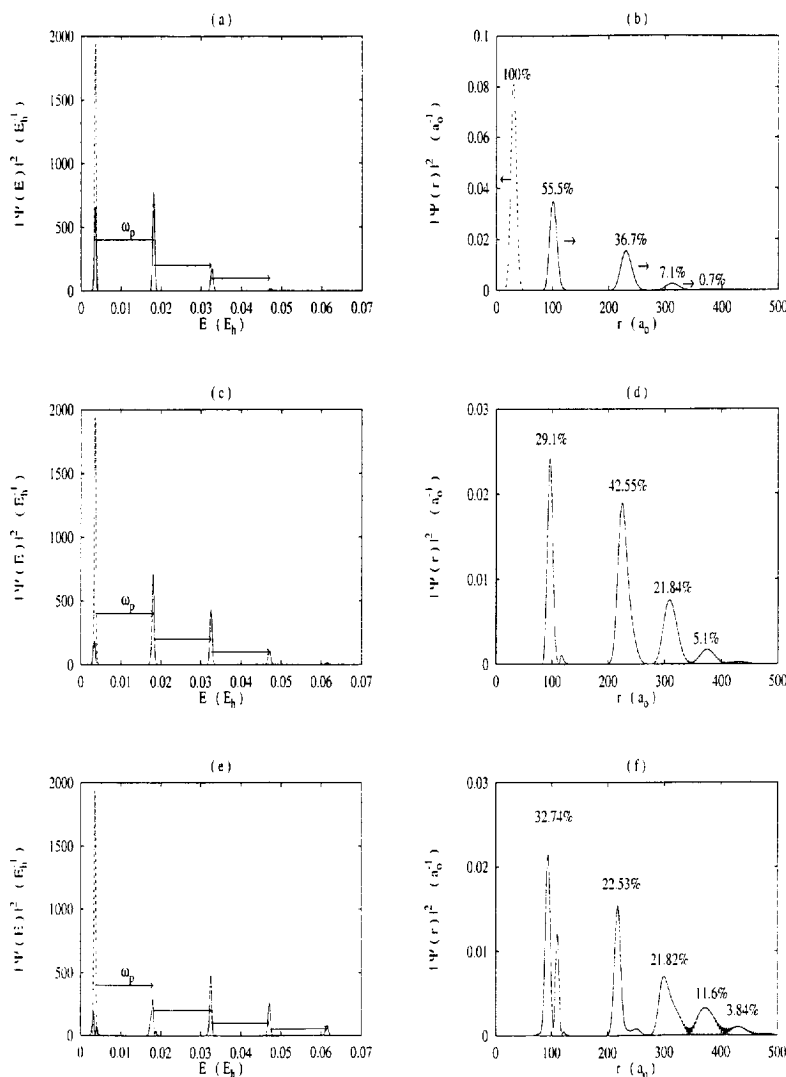 (a)
2000
1500
1000
500
0
|Ψ(E)|² (E_h⁻¹)
ω_p
0 0.01 0.02 0.03 0.04 0.05 0.06 0.07
E (E_h)
(b)
0.1
0.08
0.06
0.04
0.02
0
|Ψ(r)|² (a_o⁻¹)
100%
55.5%
36.7%
7.1%
0.7%
0 100 200 300 400 500
r (a_o)
(c)
2000
1500
1000
500
0
|Ψ(E)|² (E_h⁻¹)
ω_p
0 0.01 0.02 0.03 0.04 0.05 0.06 0.07
E (E_h)
(d)
0.03
0.02
0.01
0
|Ψ(r)|² (a_o⁻¹)
29.1%
42.55%
21.84%
5.1%
0 100 200 300 400 500
r (a_o)
(e)
2000
1500
1000
500
0
|Ψ(E)|² (E_h⁻¹)
ω_p
0 0.01 0.02 0.03 0.04 0.05 0.06 0.07
E (E_h)
(f)
0.03
0.02
0.01
0
|Ψ(r)|² (a_o⁻¹)
32.74%
22.53%
21.82%
11.6%
3.84%
0 100 200 300 400 500
r (a_o)